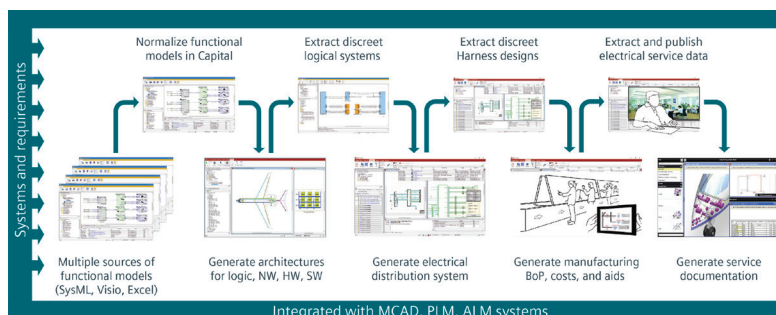 Systems and requirements
Normalize functional
models in Capital
Extract discreet
logical systems
Extract discreet
Harness designs
Extract and publish
electrical service data
Multiple sources of
functional models
(SysML, Visio, Excel)
Generate architectures
for logic, NW, HW, SW
Generate electrical
distribution system
Generate manufacturing
BoP, costs, and aids
Generate service
documentation
Integrated with MCAD, PLM, ALM systems